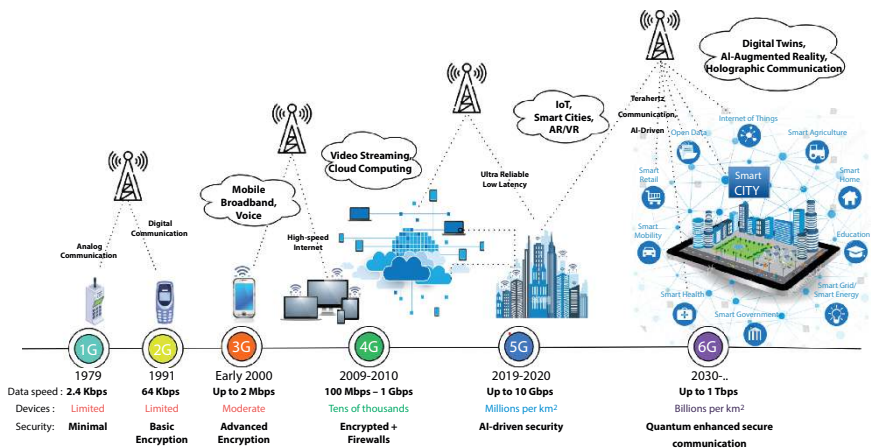 Digital Twins,
AI-Augmented Reality,
Holographic Communication
IoT,
Smart Cities,
AR/VR
Terahertz
Communication,
AI-Driven
Internet of Things
Open Data
Smart Agriculture
Video Streaming,
Cloud Computing
Ultra Reliable
Low Latency
Smart
Retail
Smart
CITY
Smart
Home
Mobile
Broadband,
Voice
Digital
Communication
Analog
Communication
High-speed
Internet
Smart
Mobility
Education
Smart Health
Smart Government
Smart Grid/
Smart Energy
1G
2G
3G
4G
5G
6G
1979
1991
Early 2000
2009-2010
2019-2020
2030-..
Data speed : 2.4 Kbps 64 Kbps Up to 2 Mbps 100 Mbps – 1 Gbps Up to 10 Gbps Up to 1 Tbps
Devices : Limited Limited Moderate Tens of thousands Millions per km² Billions per km²
Security: Minimal Basic Advanced Encrypted + AI-driven security Quantum enhanced secure
Encryption Encryption Firewalls communication